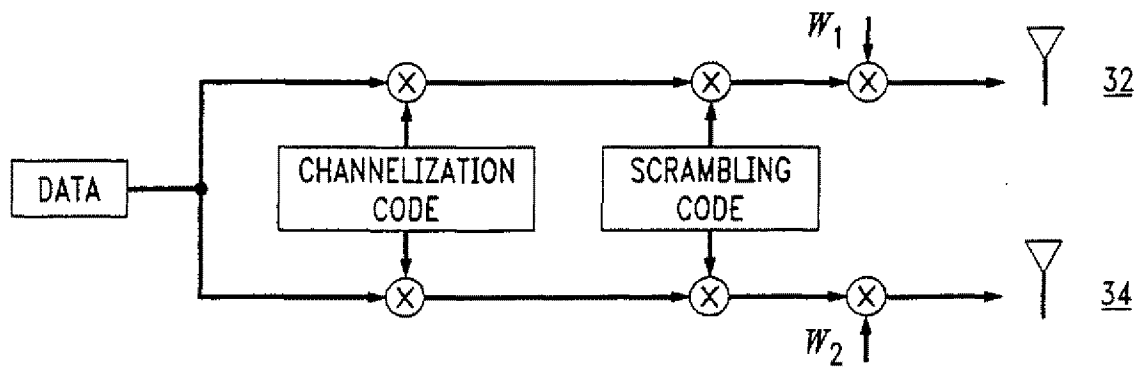 W1
32
DATA
CHANNELIZATION
CODE
SCRAMBLING
CODE
34
W2